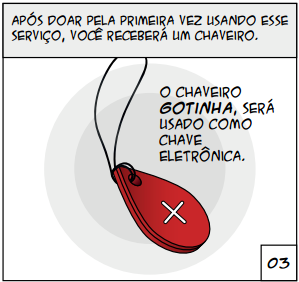 APÓS DOAR PELA PRIMEIRA VEZ USANDO ESSE
SERVIÇO, VOCÊ RECEBERÁ UM CHAVEIRO.
O CHAVEIRO
GOTINHA, SERÁ
USADO COMO
CHAVE
ELETRÔNICA.
03